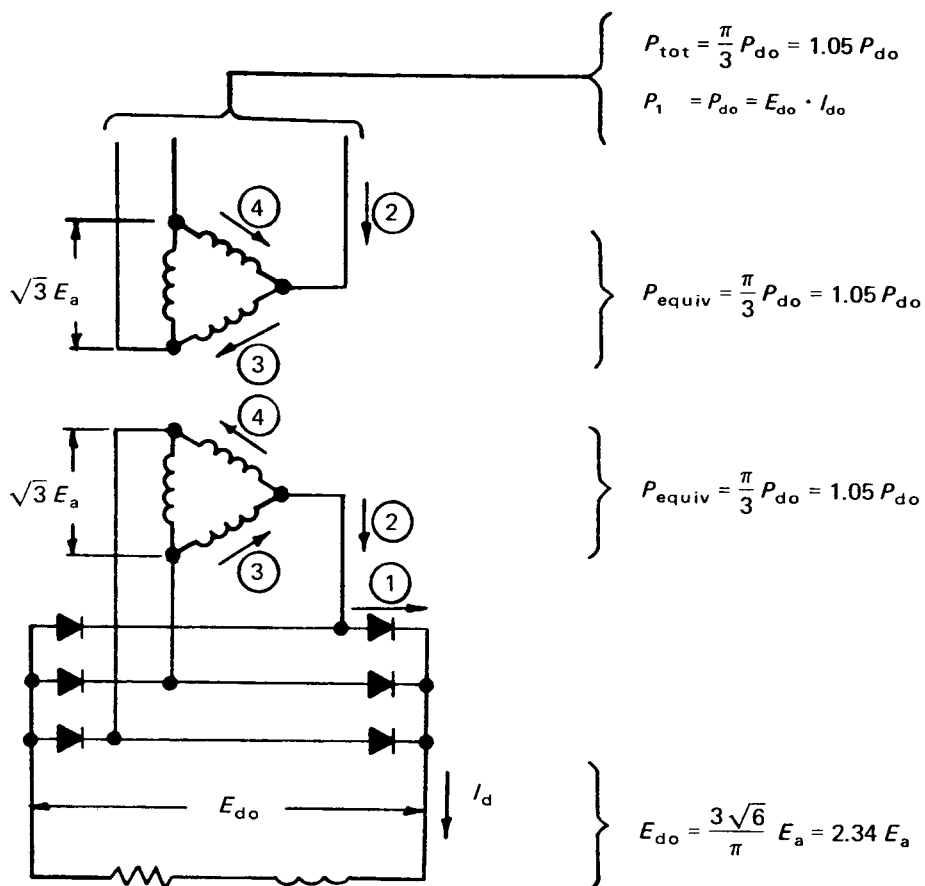 P_tot = π/3 P_do = 1.05 P_do
P_1 = P_do = E_do · I_do
④
②
√3 E_a
③
P_equiv = π/3 P_do = 1.05 P_do
④
√3 E_a
②
③
①
P_equiv = π/3 P_do = 1.05 P_do
E_do
I_d
E_do = 3√6/π E_a = 2.34 E_a